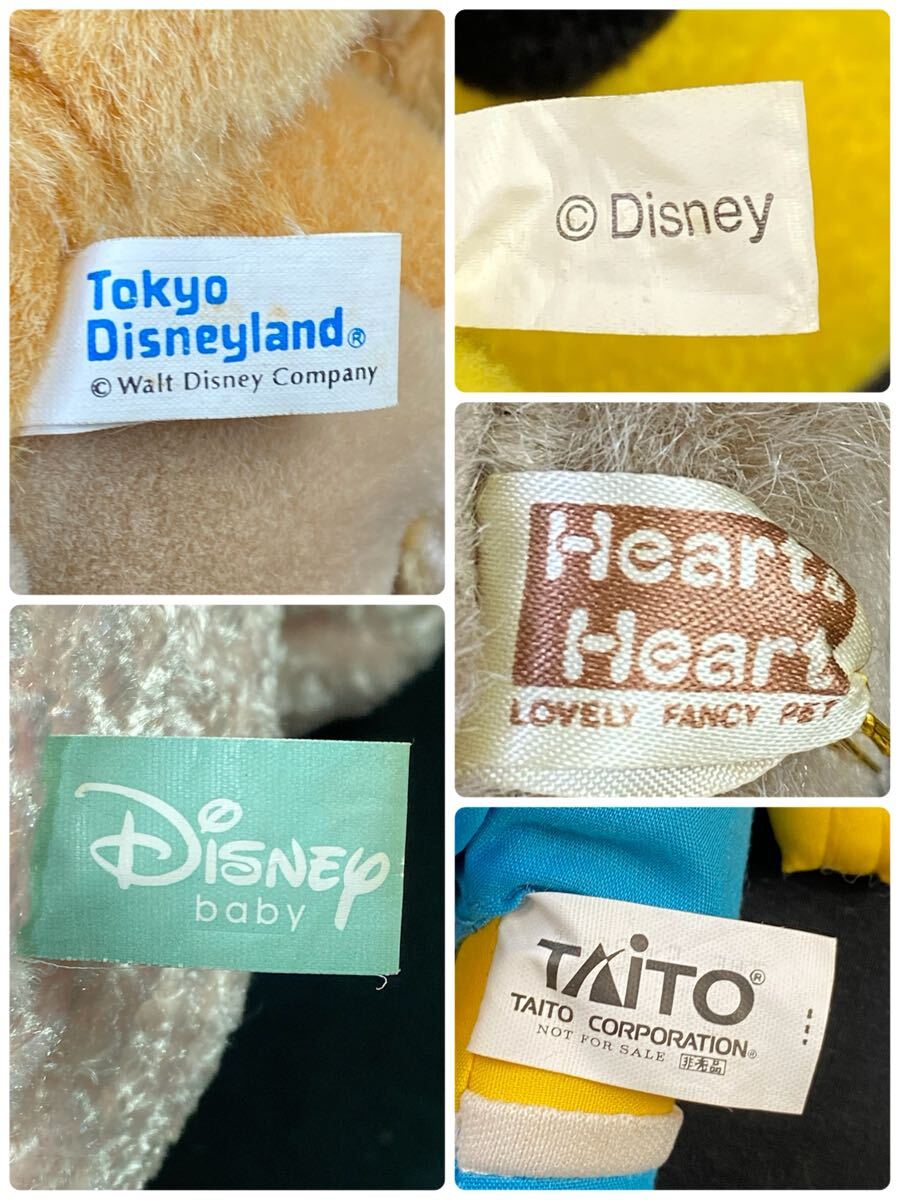 Tokyo
Disneyland®
© Walt Disney Company
© Disney
Heart &
Heart
LOVELY FANCY PET
Disney
baby
TAiTO®
TAITO CORPORATION®
NOT FOR SALE 非売品